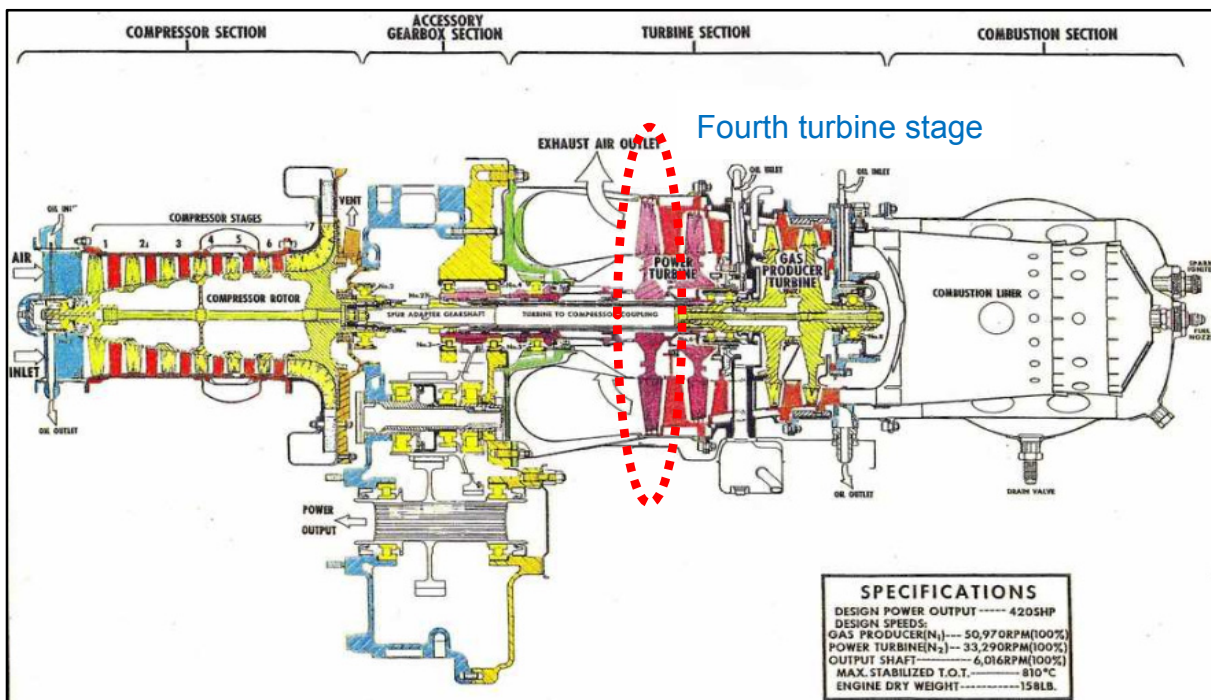 COMPRESSOR SECTION
ACCESSORY
GEARBOX SECTION
TURBINE SECTION
COMBUSTION SECTION
Fourth turbine stage
EXHAUST AIR OUTLET
OIL INLET
OIL INLET
VENT
COMPRESSOR STAGES
1 2 3 4 5 6 7
AIR
COMPRESSOR ROTOR
POWER
TURBINE
GAS
PRODUCER
TURBINE
COMBUSTION LINER
SPARK
IGNITER
SPUR ADAPTER GEARSHAFT
TURBINE TO COMPRESSOR COUPLING
FUEL
NOZZLE
INLET
OIL OUTLET
OIL OUTLET
DRAIN VALVE
POWER
OUTPUT
SPECIFICATIONS
DESIGN POWER OUTPUT ----- 420SHP
DESIGN SPEEDS:
GAS PRODUCER(N₁)--- 50,970RPM(100%)
POWER TURBINE(N₂)-- 33,290RPM(100%)
OUTPUT SHAFT---------- 6,016RPM(100%)
MAX. STABILIZED T.O.T.------ 810°C
ENGINE DRY WEIGHT---------158LB.